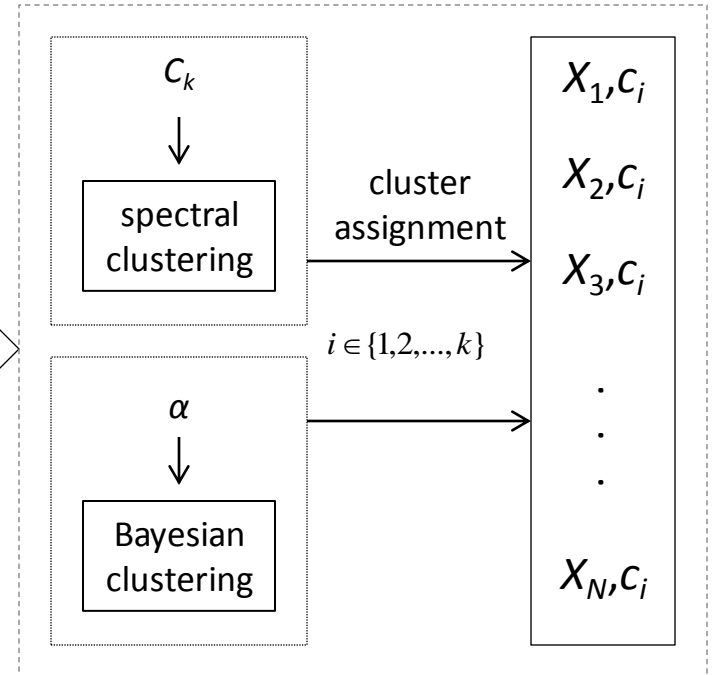 C_k
spectral
clustering
cluster
assignment
i ∈ {1,2,..., k}
α
Bayesian
clustering
X_1,c_i
X_2,c_i
X_3,c_i
.
.
.
X_N,c_i